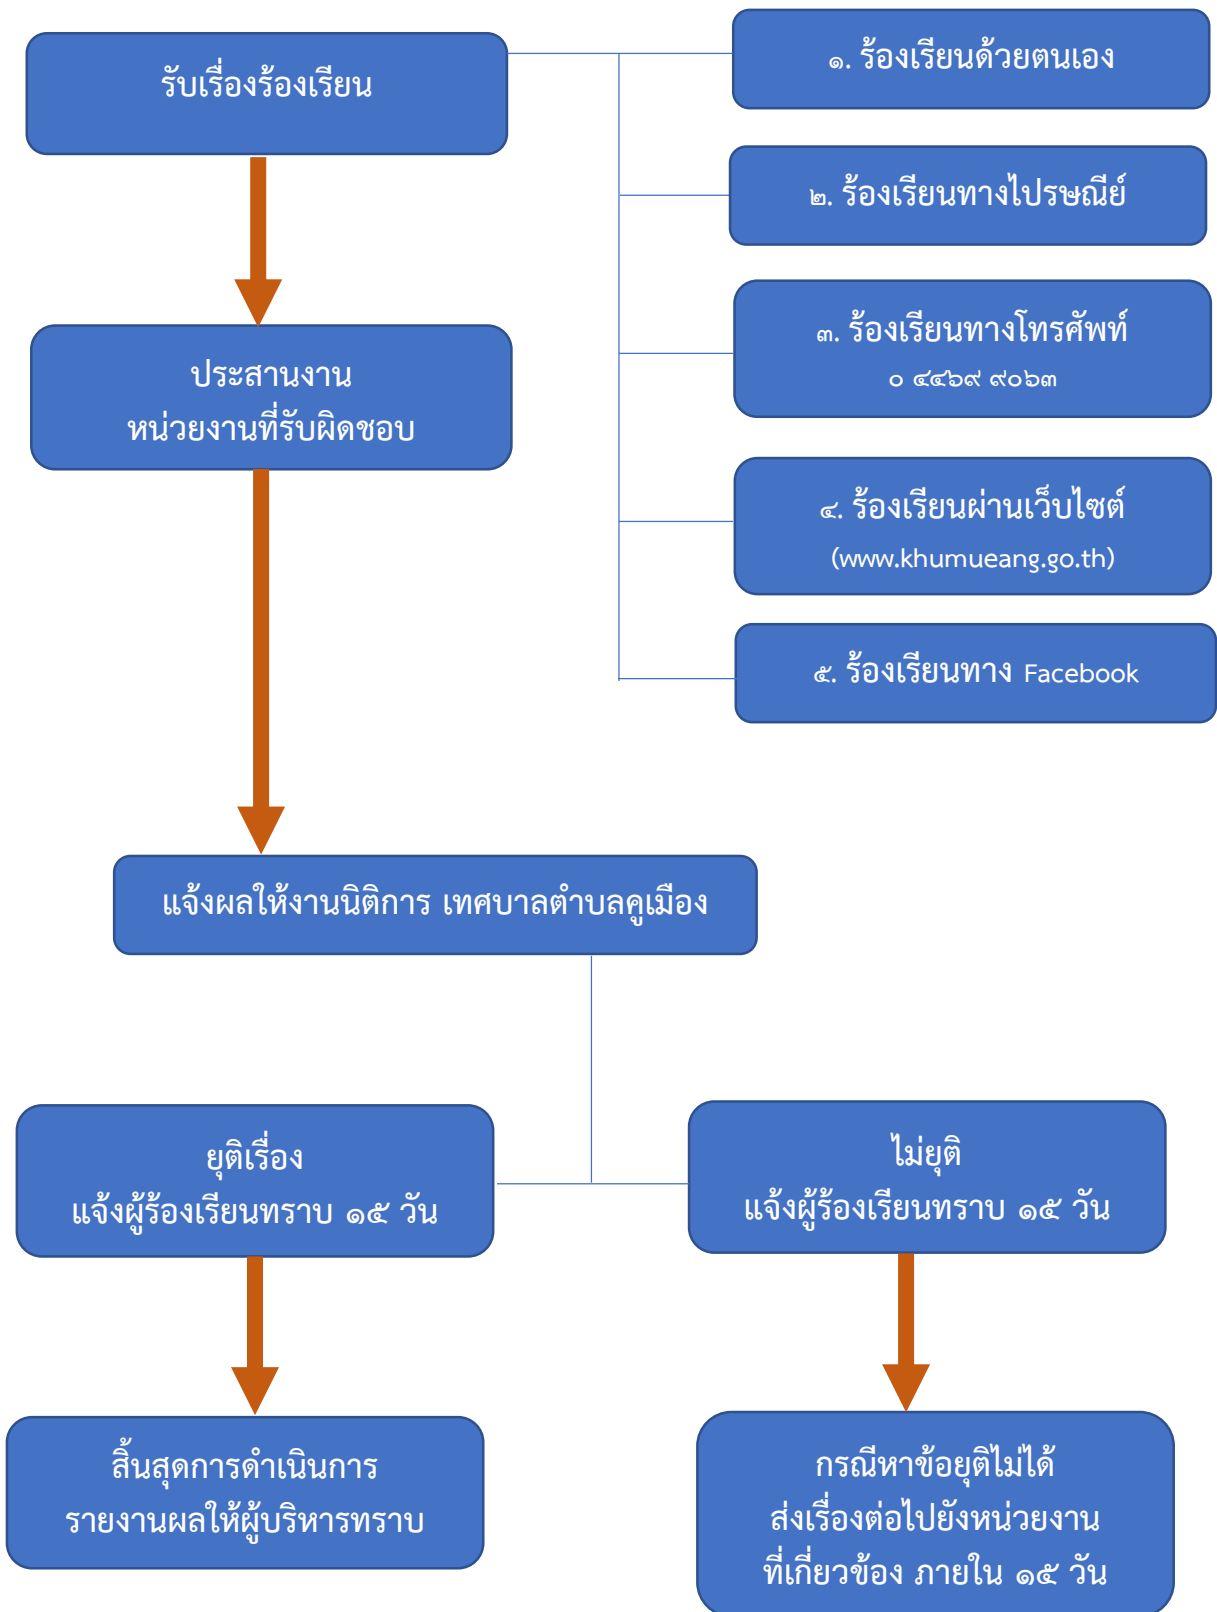 รับเรื่องร้องเรียน
๑. ร้องเรียนด้วยตนเอง
๒. ร้องเรียนทางไปรษณีย์
๓. ร้องเรียนทางโทรศัพท์
๐ ๔๔๖๙ ๙๐๖๓
๔. ร้องเรียนผ่านเว็บไซต์
(www.khumueang.go.th)
๕. ร้องเรียนทาง Facebook
ประสานงาน
หน่วยงานที่รับผิดชอบ
แจ้งผลให้งานนิติการ เทศบาลตำบลคูเมือง
ยุติเรื่อง
แจ้งผู้ร้องเรียนทราบ ๑๕ วัน
ไม่ยุติ
แจ้งผู้ร้องเรียนทราบ ๑๕ วัน
สิ้นสุดการดำเนินการ
รายงานผลให้ผู้บริหารทราบ
กรณีหาข้อยุติไม่ได้
ส่งเรื่องต่อไปยังหน่วยงาน
ที่เกี่ยวข้อง ภายใน ๑๕ วัน